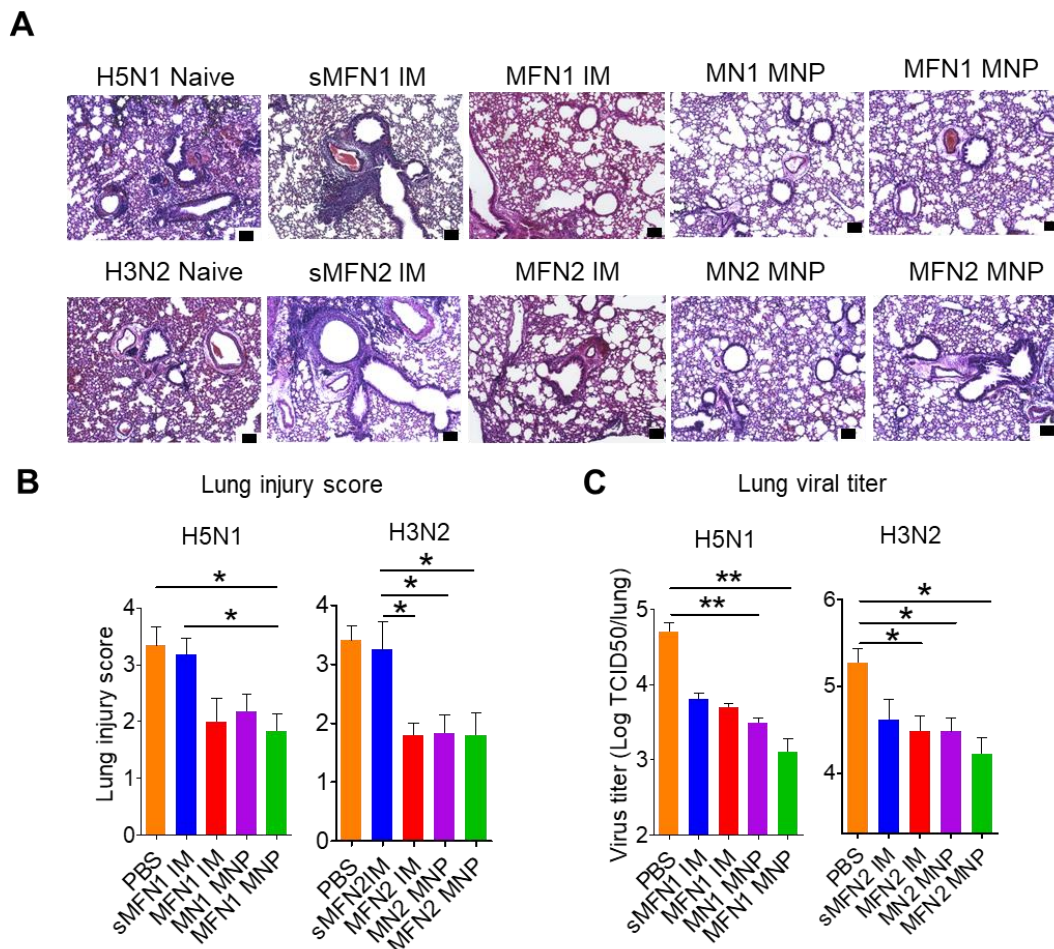 A
H5N1 Naive sMFN1 IM MFN1 IM MN1 MNP MFN1 MNP
H3N2 Naive sMFN2 IM MFN2 IM MN2 MNP MFN2 MNP
B
Lung injury score
H5N1
*
*
Lung injury score
4
3
2
1
0
PBS
sMFN1 IM
MFN1 IM
MN1 MNP
MFN1 MNP
H3N2
*
*
*
4
3
2
1
0
PBS
sMFN2IM
MFN2 IM
MN2 MNP
MFN2 MNP
C
Lung viral titer
H5N1
**
**
Virus titer (Log TCID50/lung)
5
4
3
2
PBS
sMFN1 IM
MFN1 IM
MN1 MNP
MFN1 MNP
H3N2
*
*
*
6
5
4
PBS
sMFN2 IM
MFN2 IM
MN2 MNP
MFN2 MNP